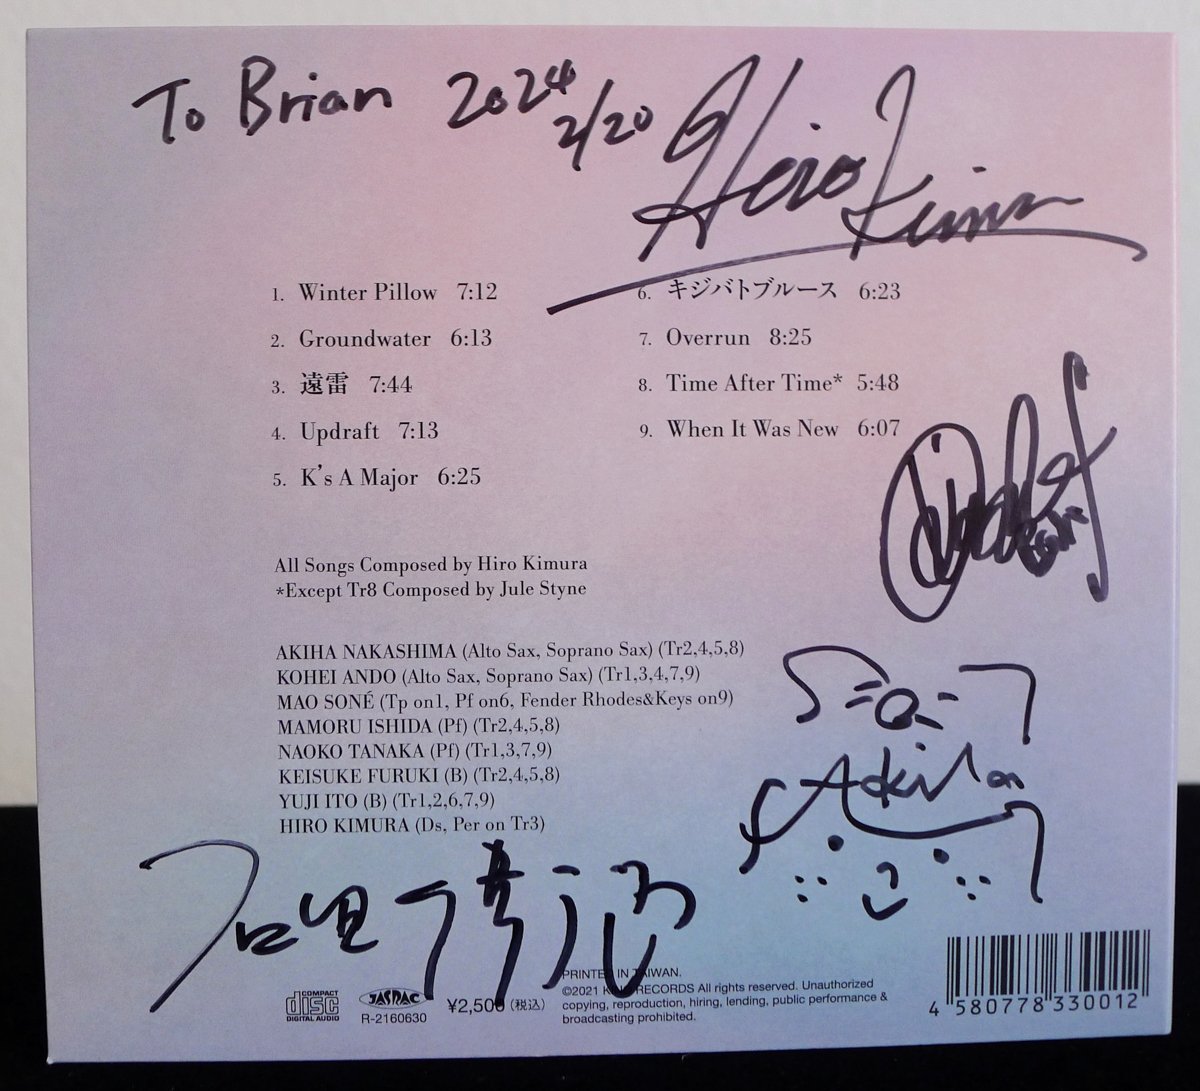 To Brian 2024
2/20
Hiro Kimura
1. Winter Pillow 7:12
2. Groundwater 6:13
3. 遠雷 7:44
4. Updraft 7:13
5. K's A Major 6:25
6. キジバトブルース 6:23
7. Overrun 8:25
8. Time After Time* 5:48
9. When It Was New 6:07
All Songs Composed by Hiro Kimura
*Except Tr8 Composed by Jule Styne
AKIHA NAKASHIMA (Alto Sax, Soprano Sax) (Tr2,4,5,8)
KOHEI ANDO (Alto Sax, Soprano Sax) (Tr1,3,4,7,9)
MAO SONÉ (Tp on1, Pf on6, Fender Rhodes&Keys on9)
MAMORU ISHIDA (Pf) (Tr2,4,5,8)
NAOKO TANAKA (Pf) (Tr1,3,7,9)
KEISUKE FURUKI (B) (Tr2,4,5,8)
YUJI ITO (B) (Tr1,2,6,7,9)
HIRO KIMURA (Ds, Per on Tr3)
COMPACT
disc
DIGITAL AUDIO
JASRAC
R-2160630
¥2,500 (税込)
PRINTED IN TAIWAN.
©2021 RECORDS All rights reserved. Unauthorized
copying, reproduction, hiring, lending, public performance &
broadcasting prohibited.
4 580778 330012